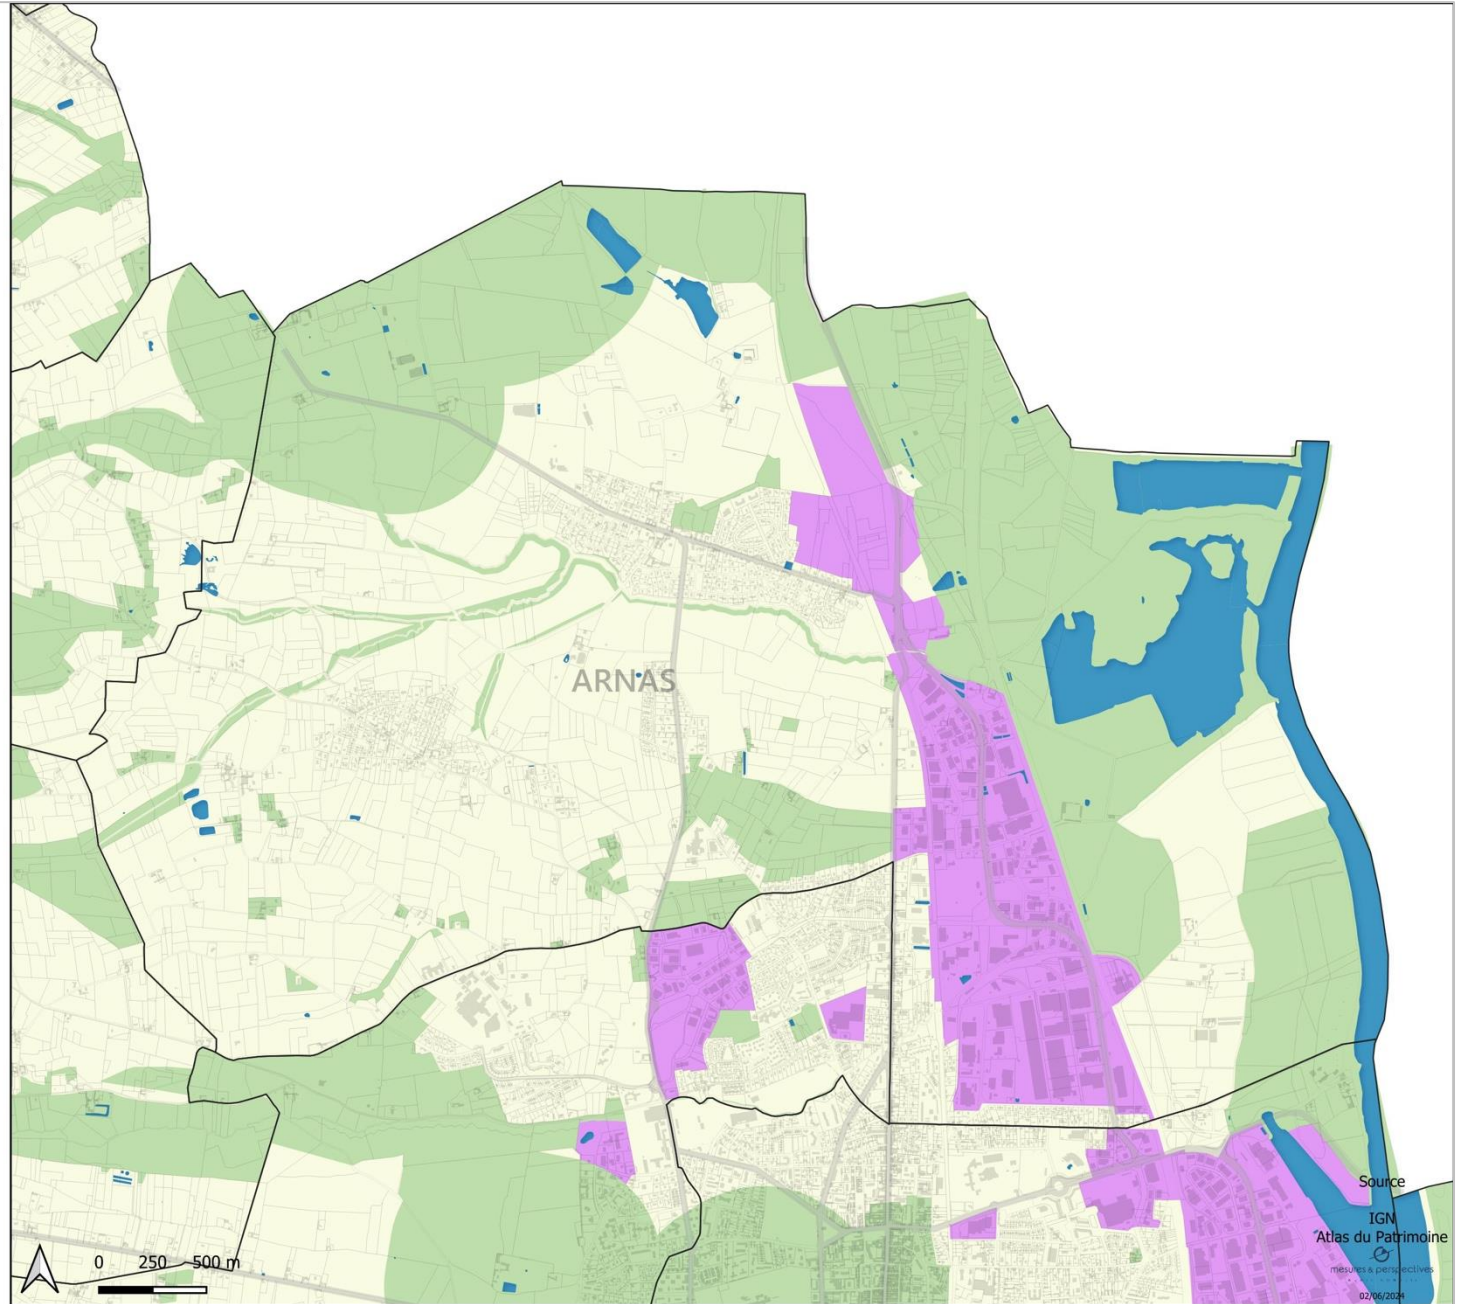 ARNAS
Source
IGN
Atlas du Patrimoine
mesures & perspectives
02/06/2024
0 250 500 m